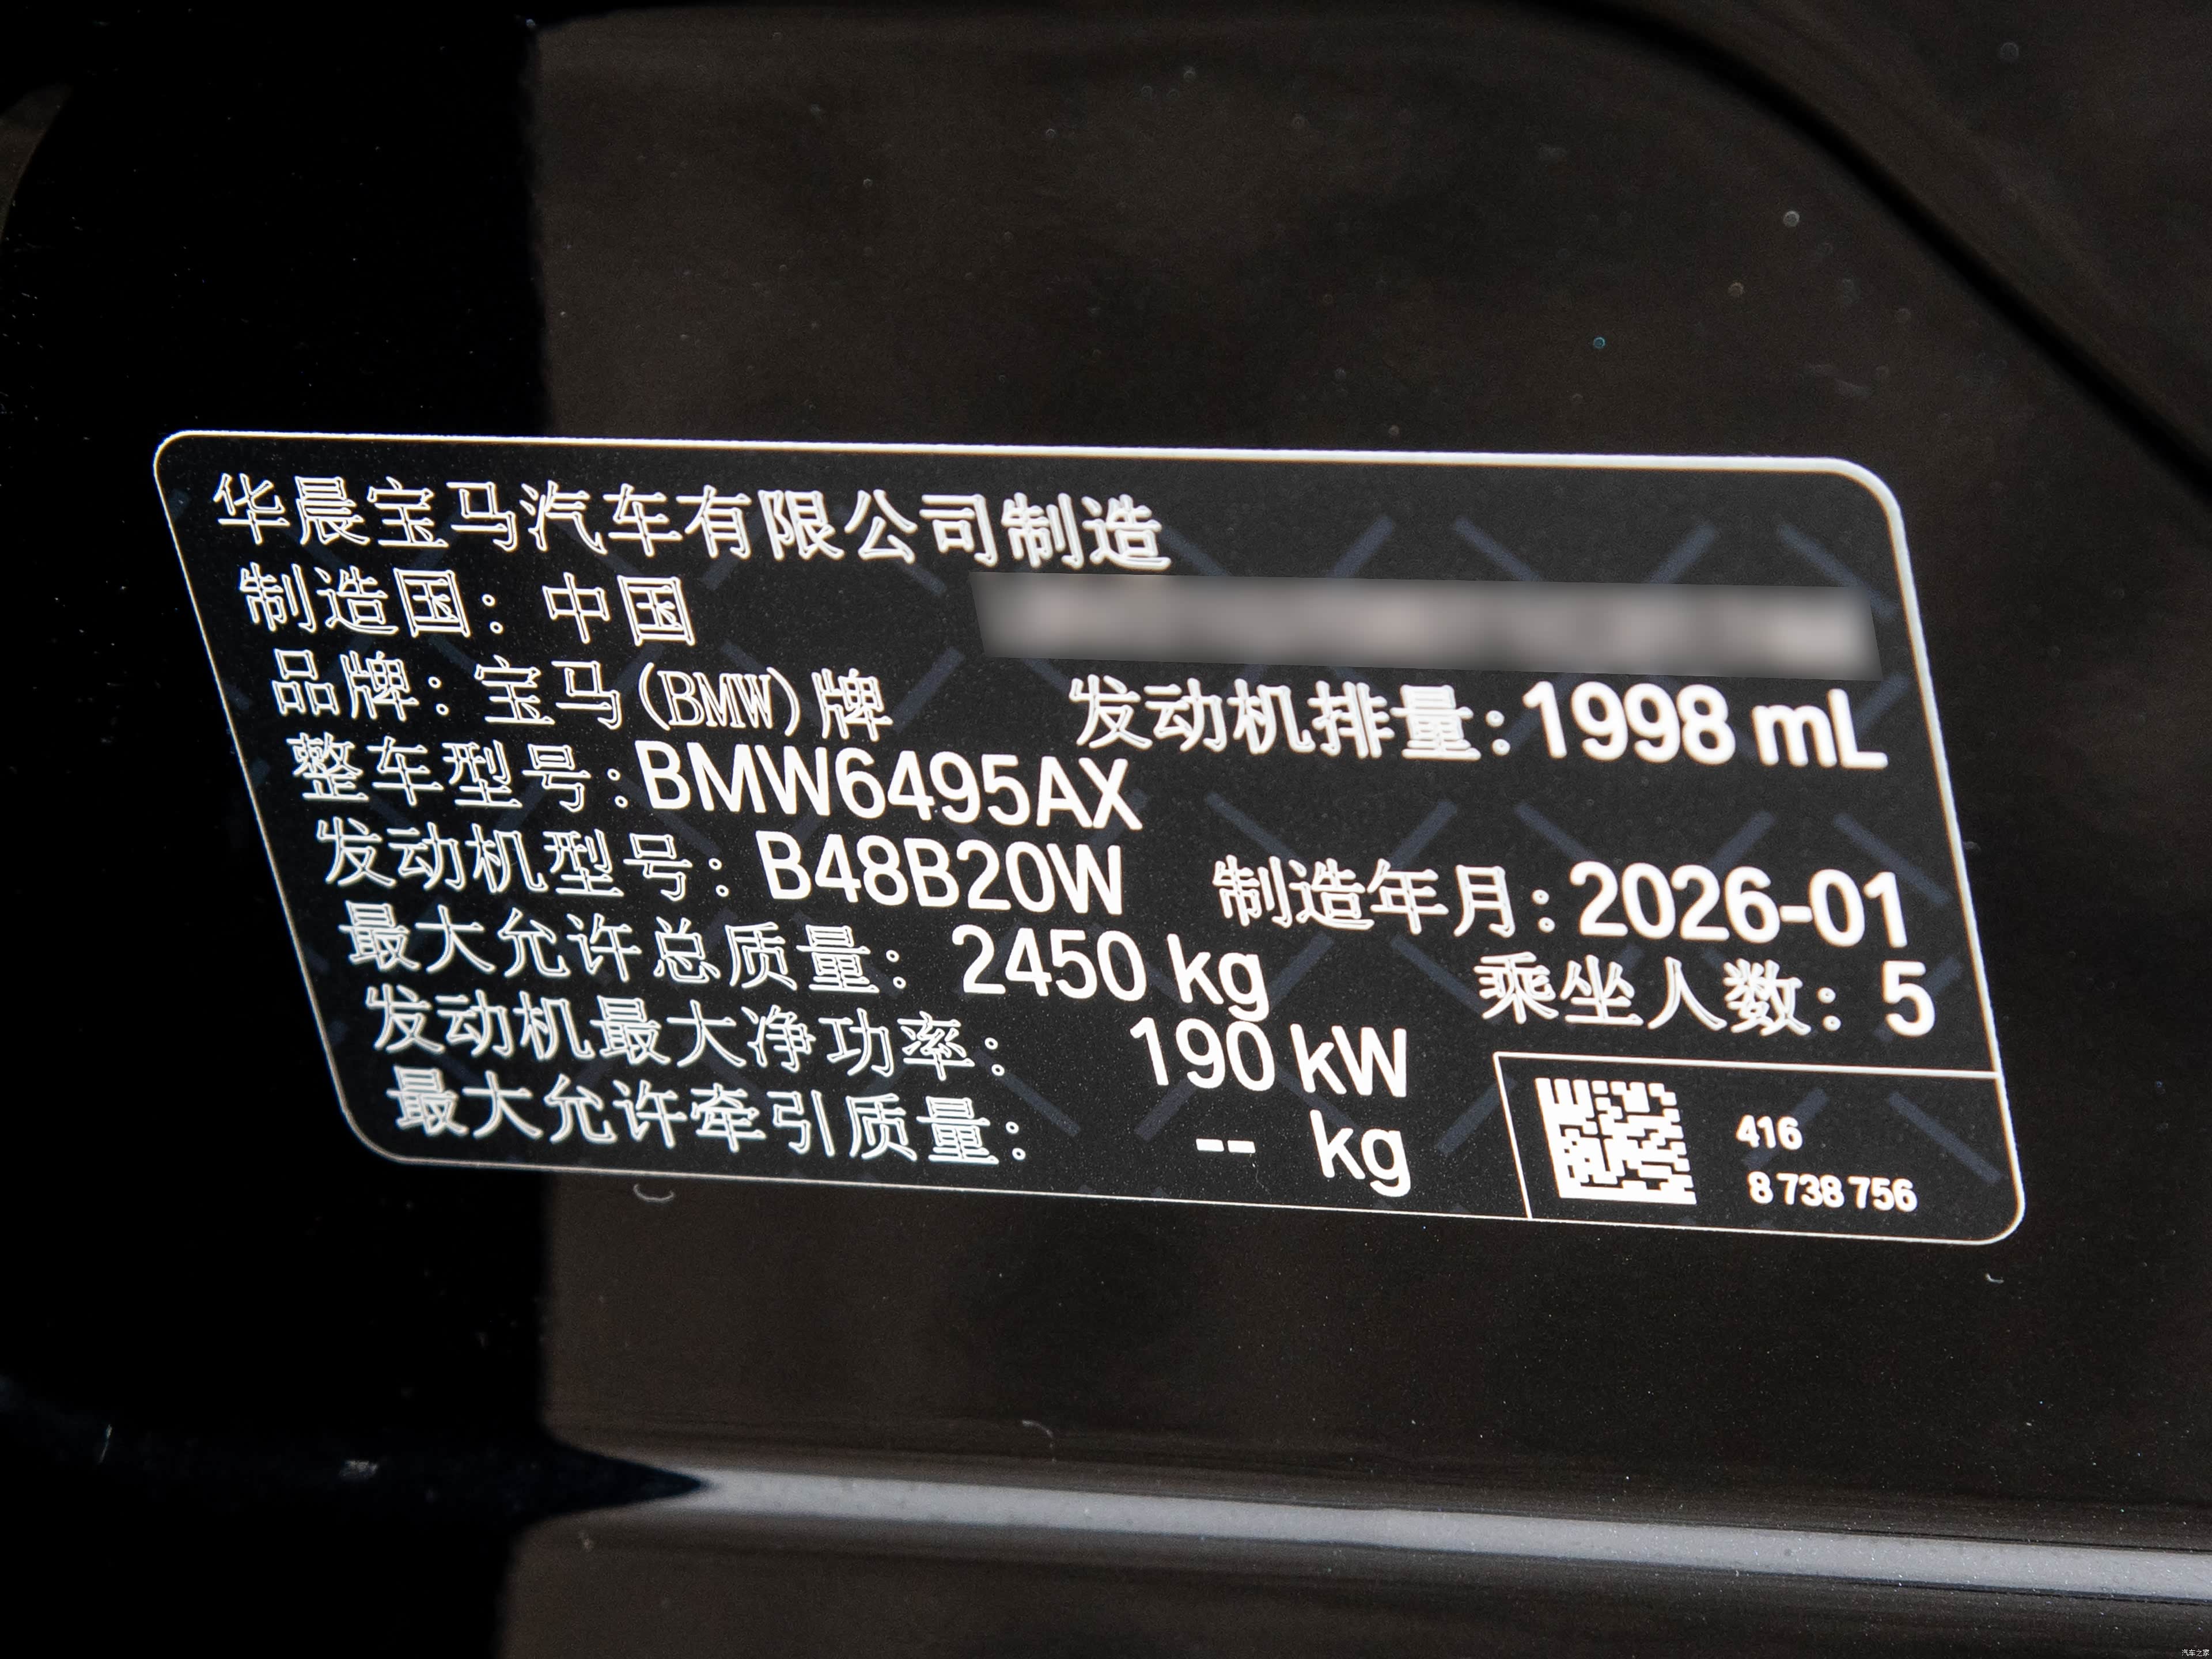 华晨宝马汽车有限公司制造
制造国：中国
品牌：宝马(BMW)牌 发动机排量：1998 mL
整车型号：BMW6495AX
发动机型号：B48B20W 制造年月：2026-01
最大允许总质量：2450 kg 乘坐人数：5
发动机最大净功率：190 kW
最大允许牵引质量：-- kg
416
8 738 756
汽车之家